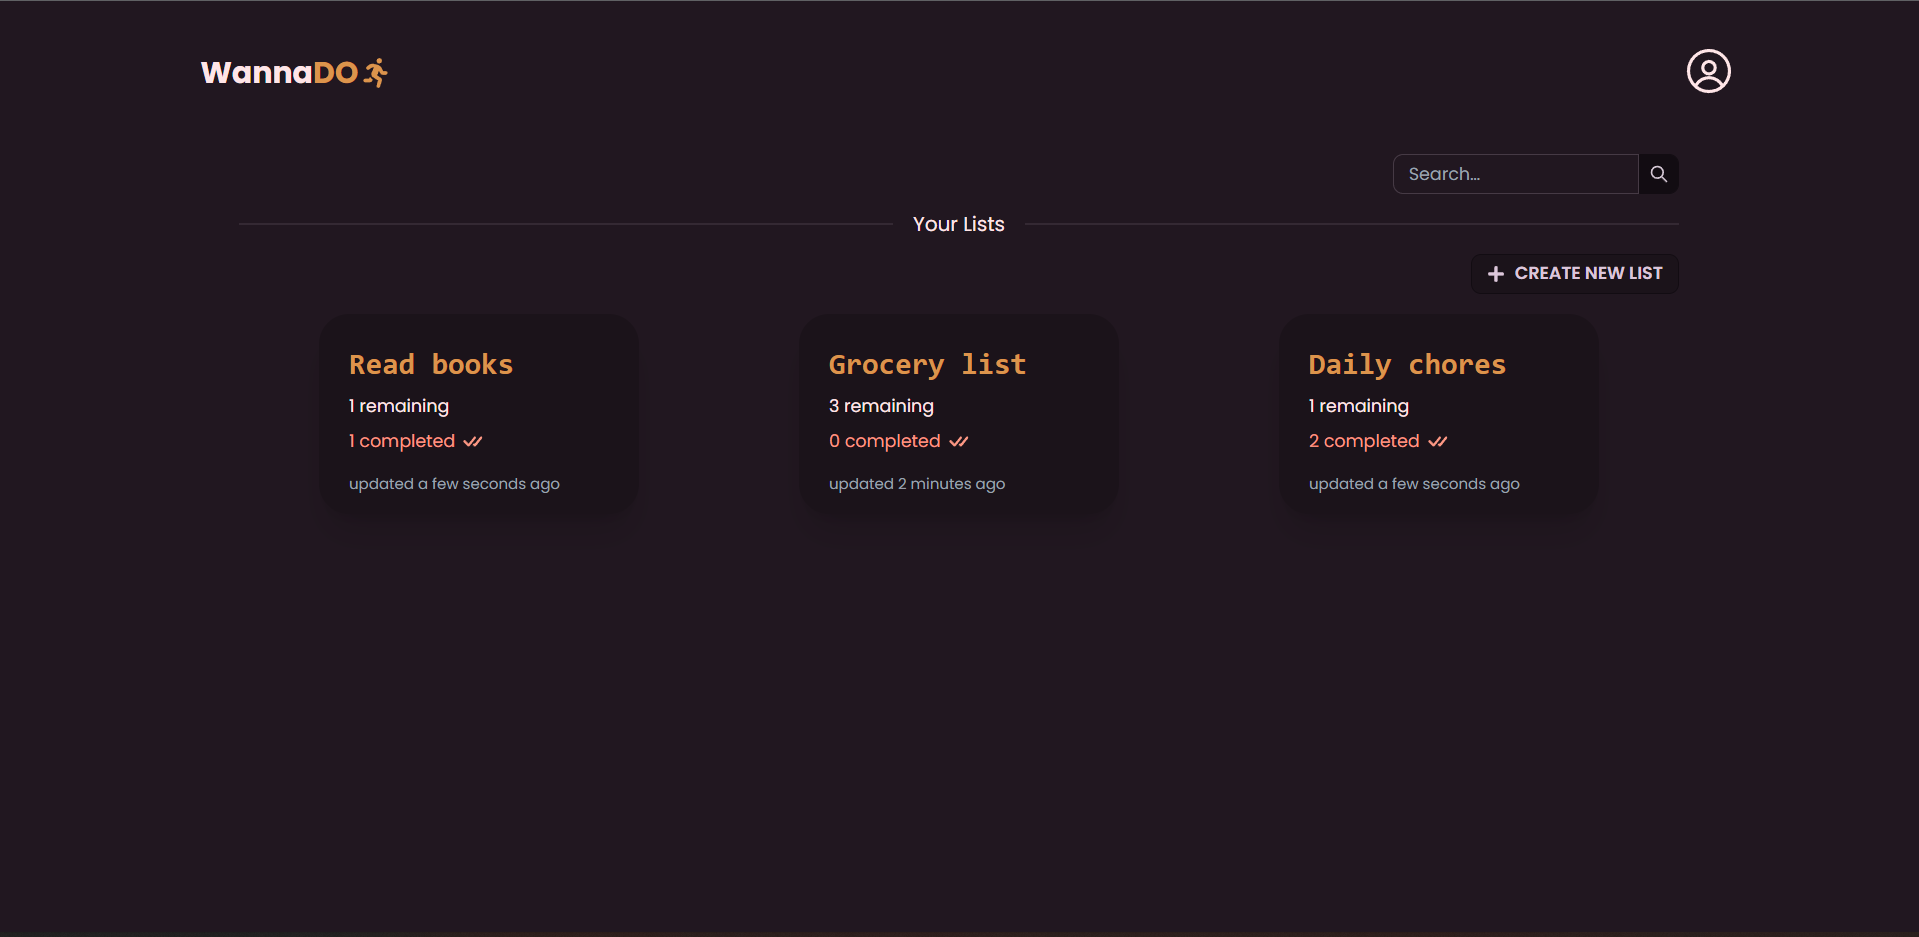 WannaDO
Search...
Your Lists
CREATE NEW LIST
Read books
1 remaining
1 completed
updated a few seconds ago
Grocery list
3 remaining
0 completed
updated 2 minutes ago
Daily chores
1 remaining
2 completed
updated a few seconds ago